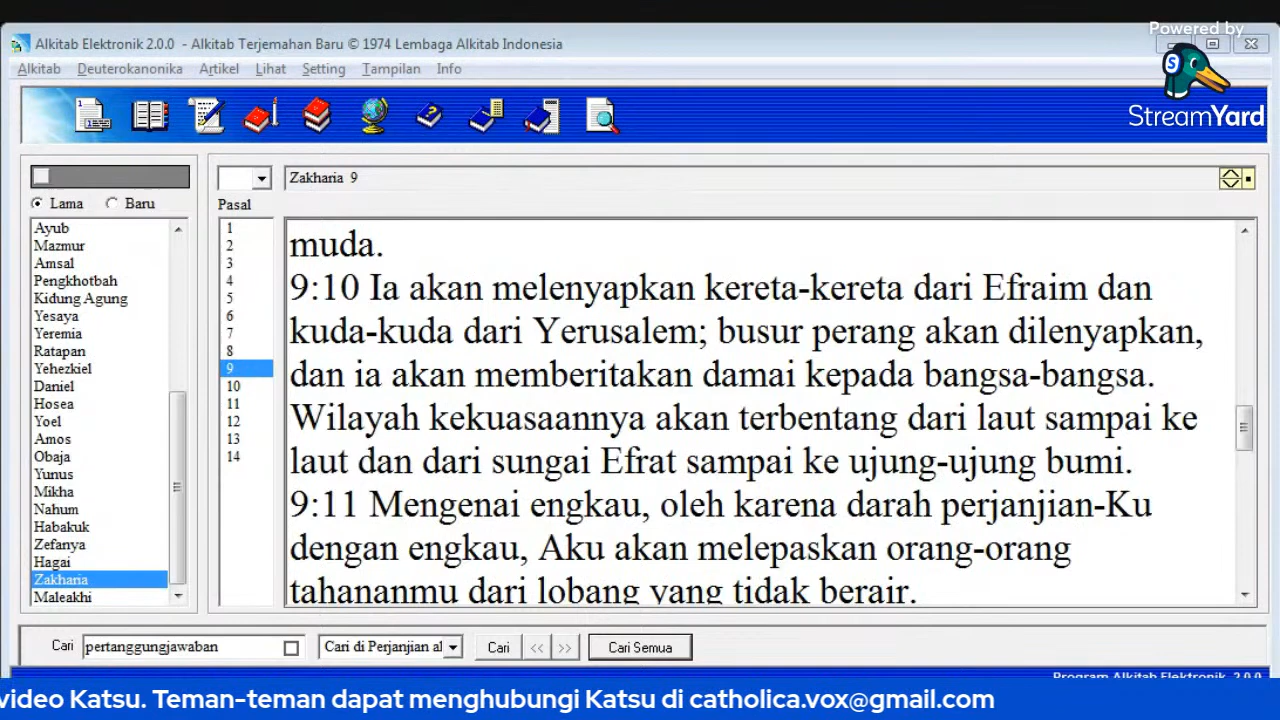 Powered by
Alkitab Elektronik 2.0.0 - Alkitab Terjemahan Baru © 1974 Lembaga Alkitab Indonesia
Alkitab Deuterokanonika Artikel Lihat Setting Tampilan Info
StreamYard
Zakharia 9
Lama Baru
Pasal
Ayub
Mazmur
Amsal
Pengkhotbah
Kidung Agung
Yesaya
Yeremia
Ratapan
Yehezkiel
Daniel
Hosea
Yoel
Amos
Obaja
Yunus
Mikha
Nahum
Habakuk
Zefanya
Hagai
Zakharia
Maleakhi
1
2
3
4
5
6
7
8
9
10
11
12
13
14
muda.
9:10 Ia akan melenyapkan kereta-kereta dari Efraim dan
kuda-kuda dari Yerusalem; busur perang akan dilenyapkan,
dan ia akan memberitakan damai kepada bangsa-bangsa.
Wilayah kekuasaannya akan terbentang dari laut sampai ke
laut dan dari sungai Efrat sampai ke ujung-ujung bumi.
9:11 Mengenai engkau, oleh karena darah perjanjian-Ku
dengan engkau, Aku akan melepaskan orang-orang
tahananmu dari lobang yang tidak berair.
Cari pertanggungjawaban Cari di Perjanjian al Cari << >> Cari Semua
Program Alkitab Elektronik 2.0.0
video Katsu. Teman-teman dapat menghubungi Katsu di catholica.vox@gmail.com